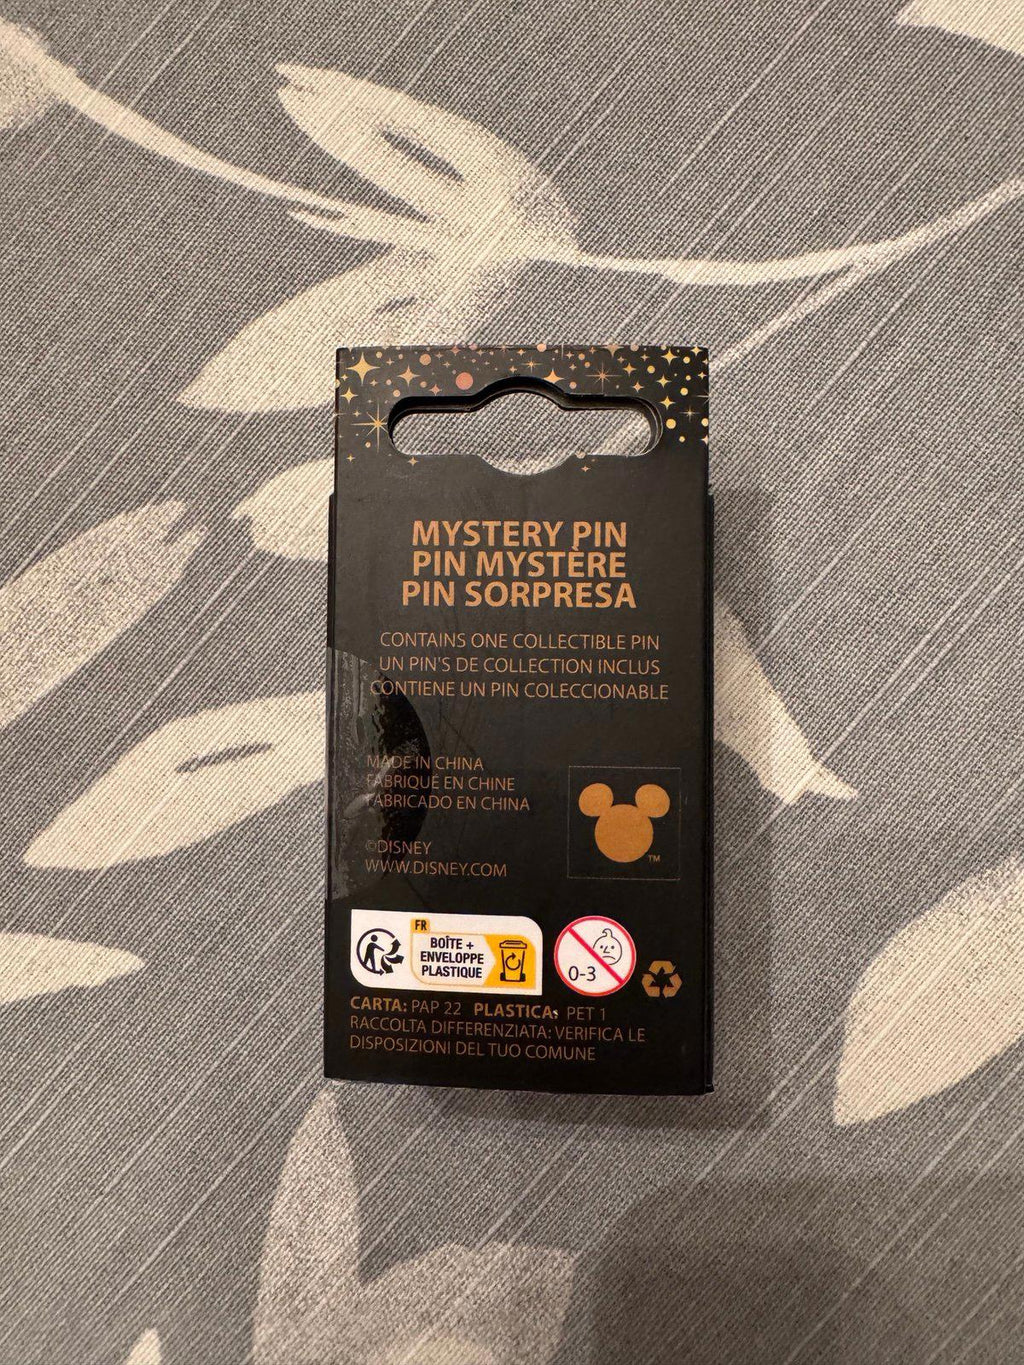 MYSTERY PIN
PIN MYSTÈRE
PIN SORPRESA
CONTAINS ONE COLLECTIBLE PIN
UN PIN'S DE COLLECTION INCLUS
CONTIENE UN PIN COLECCIONABLE
MADE IN CHINA
FABRIQUÉ EN CHINE
FABRICADO EN CHINA
©DISNEY
WWW.DISNEY.COM
TM
FR
BOÎTE +
ENVELOPPE
PLASTIQUE
0-3
CARTA: PAP 22 PLASTICA: PET 1
RACCOLTA DIFFERENZIATA: VERIFICA LE
DISPOSIZIONI DEL TUO COMUNE